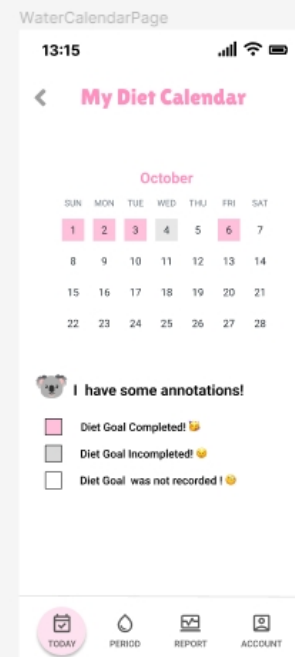 WaterCalendarPage
13:15
My Diet Calendar
October
SUN MON TUE WED THU FRI SAT
1 2 3 4 5 6 7
8 9 10 11 12 13 14
15 16 17 18 19 20 21
22 23 24 25 26 27 28
I have some annotations!
Diet Goal Completed!
Diet Goal Incompleted!
Diet Goal was not recorded !
TODAY PERIOD REPORT ACCOUNT